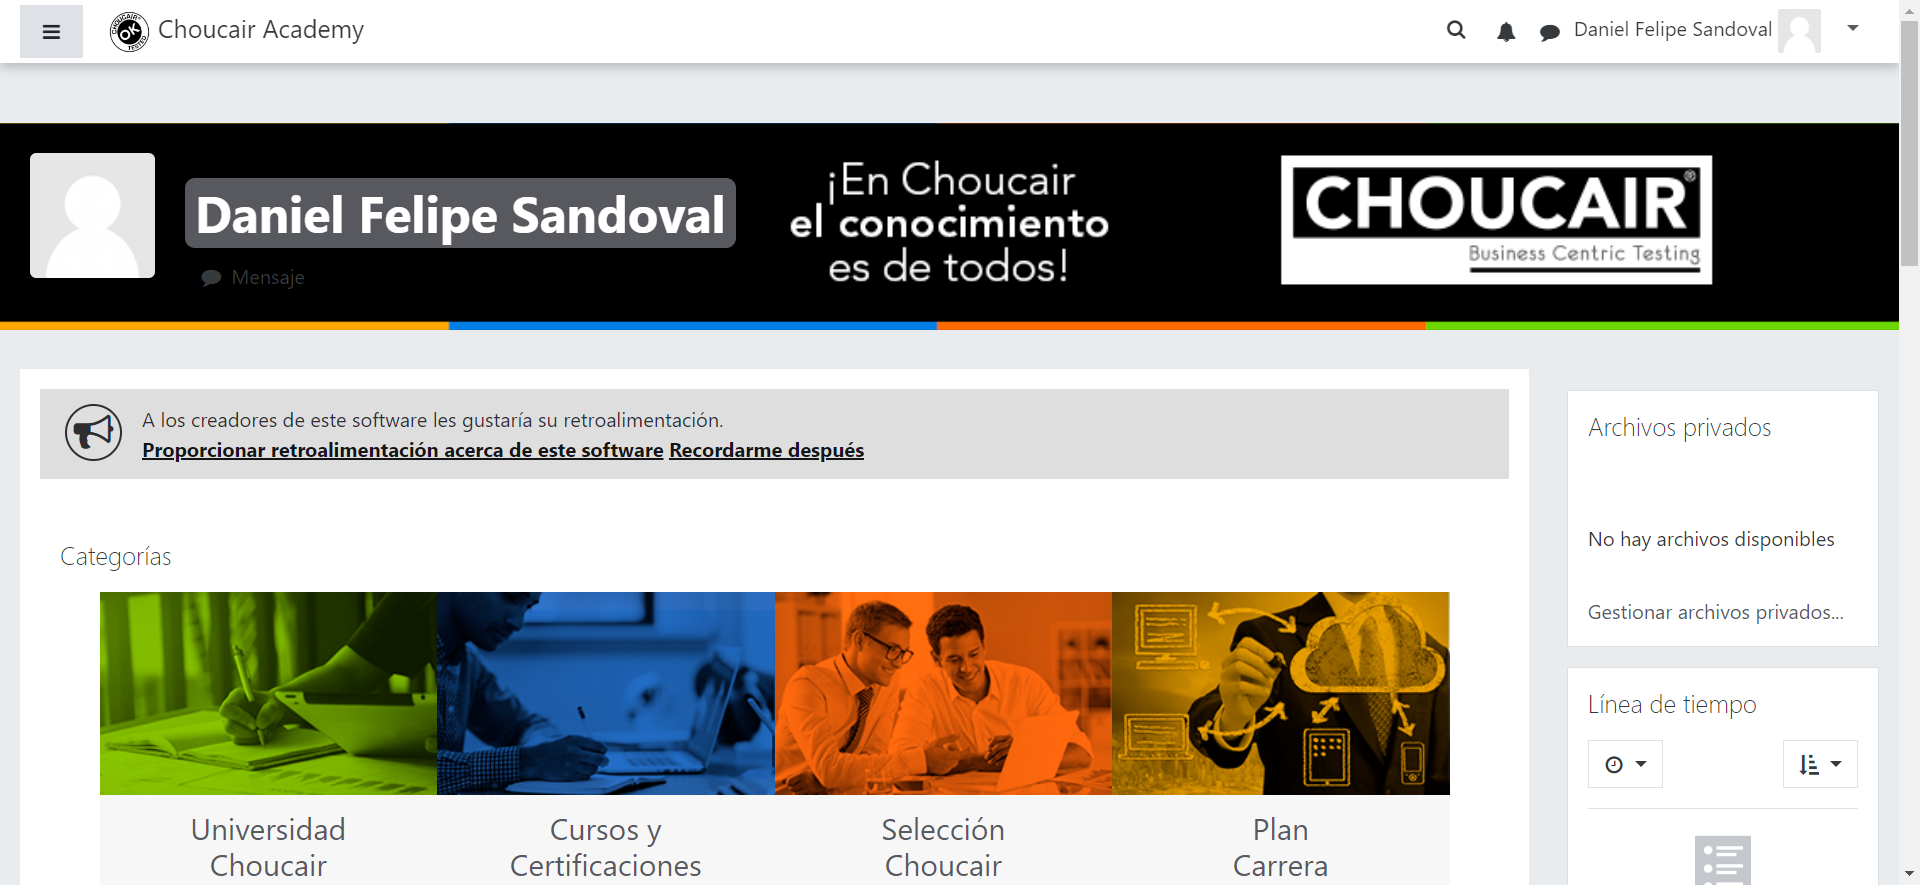 Choucair Academy
Daniel Felipe Sandoval
Daniel Felipe Sandoval
Mensaje
¡En Choucair
el conocimiento
es de todos!
CHOUCAIR®
Business Centric Testing
A los creadores de este software les gustaría su retroalimentación.
Proporcionar retroalimentación acerca de este software Recordarme después
Categorías
Universidad
Choucair
Cursos y
Certificaciones
Selección
Choucair
Plan
Carrera
Archivos privados
No hay archivos disponibles
Gestionar archivos privados...
Línea de tiempo